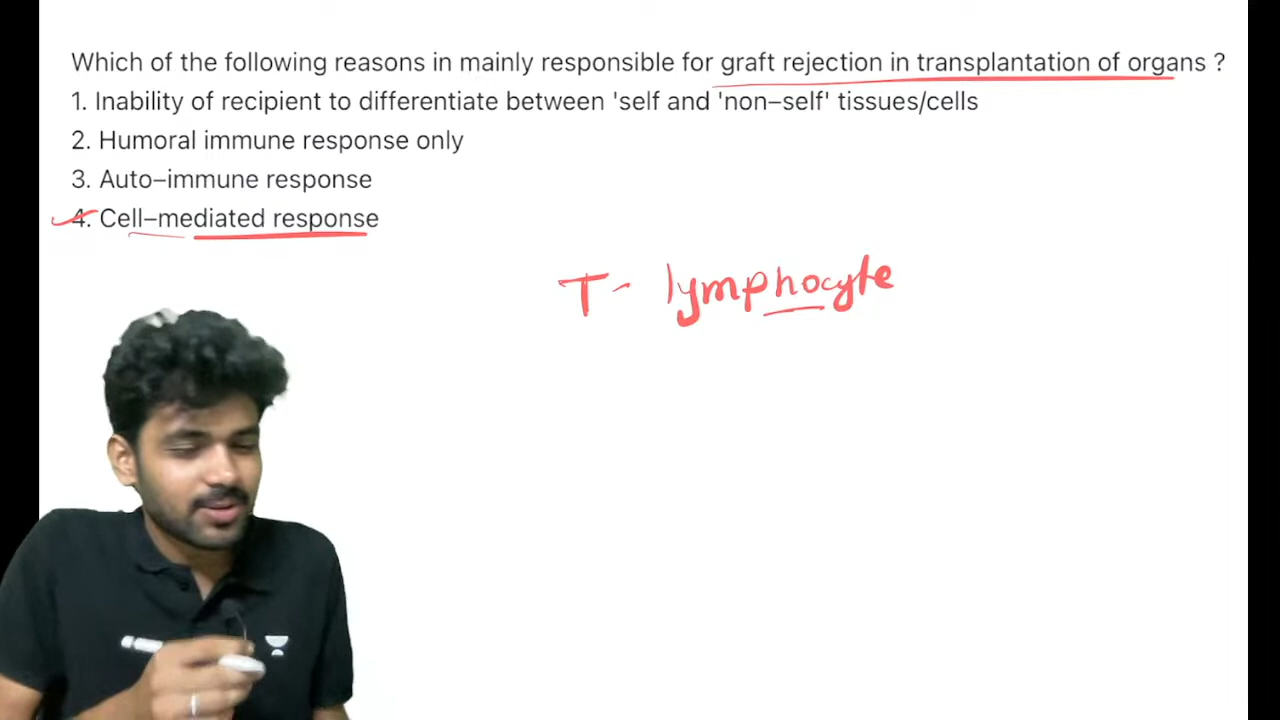 Which of the following reasons in mainly responsible for graft rejection in transplantation of organs ?
1. Inability of recipient to differentiate between 'self and 'non–self' tissues/cells
2. Humoral immune response only
3. Auto–immune response
4. Cell–mediated response
T- lymphocyte